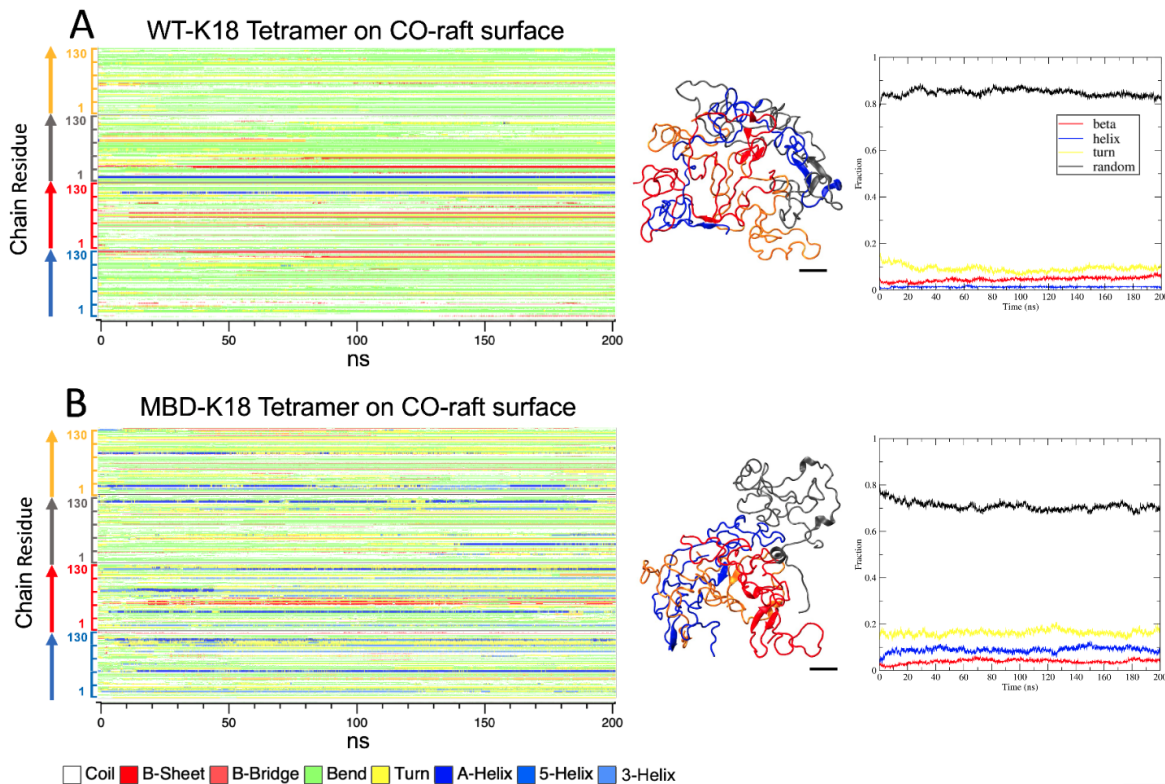 A
WT-K18 Tetramer on CO-raft surface
Chain Residue
130
1
130
1
130
1
130
1
0 50 100 150 200
ns
Fraction
1
0.8
0.6
0.4
0.2
0
beta
helix
turn
random
0 20 40 60 80 100 120 140 160 180 200
Time (ns)
B
MBD-K18 Tetramer on CO-raft surface
Chain Residue
130
1
130
1
130
1
130
1
0 50 100 150 200
ns
Fraction
1
0.8
0.6
0.4
0.2
0
0 20 40 60 80 100 120 140 160 180 200
Time (ns)
Coil B-Sheet B-Bridge Bend Turn A-Helix 5-Helix 3-Helix